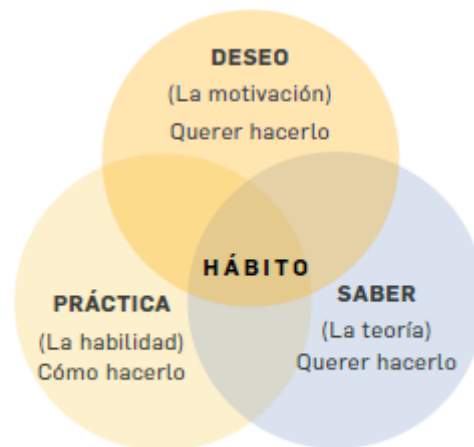 DESEO
(La motivación)
Querer hacerlo
HÁBITO
PRÁCTICA
(La habilidad)
Cómo hacerlo
SABER
(La teoría)
Querer hacerlo